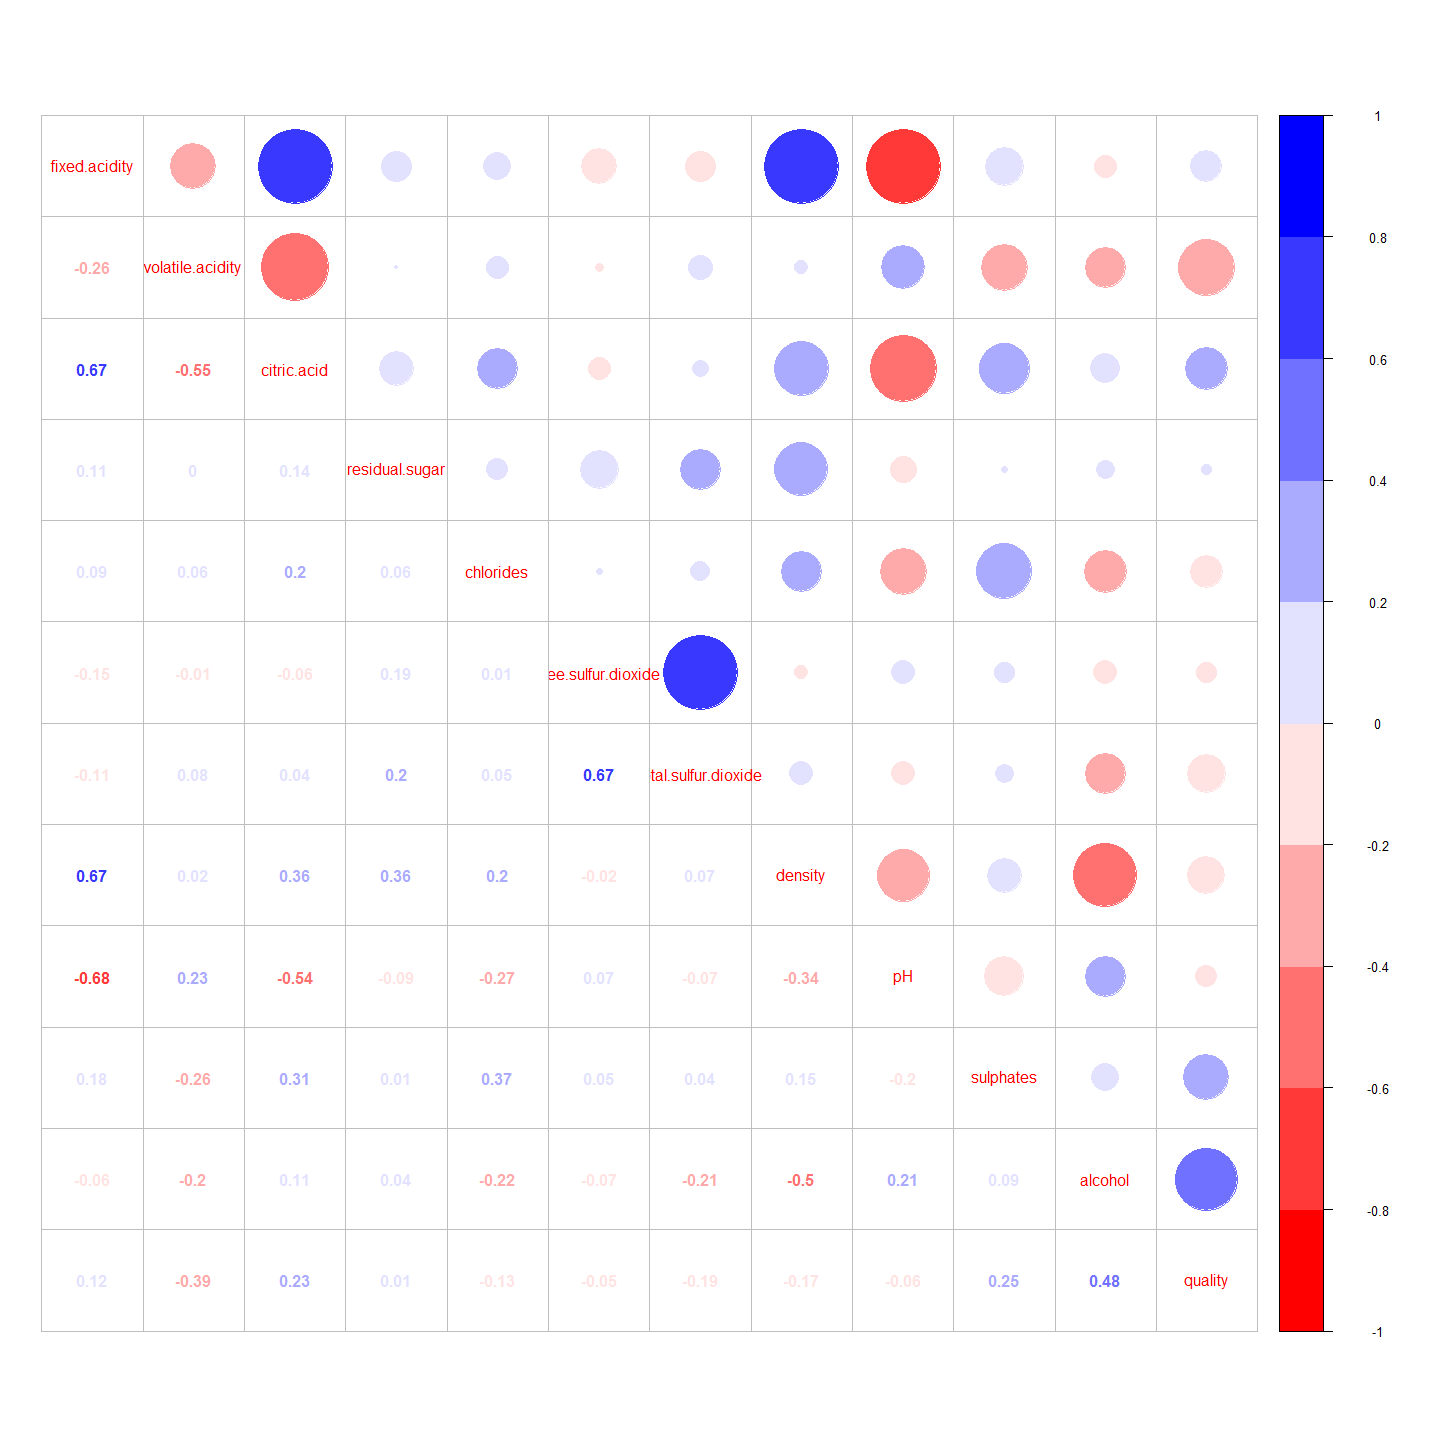 1
fixed.acidity
0.8
-0.26 volatile.acidity
0.67 -0.55 citric.acid
0.6
0.11 0 0.14 residual.sugar
0.4
0.09 0.06 0.2 0.06 chlorides
0.2
-0.15 -0.01 -0.06 0.19 0.01 ee.sulfur.dioxide
0
-0.11 0.08 0.04 0.2 0.05 0.67 tal.sulfur.dioxide
-0.2
0.67 0.02 0.36 0.36 0.2 -0.02 0.07 density
-0.4
-0.68 0.23 -0.54 -0.09 -0.27 0.07 -0.07 -0.34 pH
0.18 -0.26 0.31 0.01 0.37 0.05 0.04 0.15 -0.2 sulphates
-0.6
-0.06 -0.2 0.11 0.04 -0.22 -0.07 -0.21 -0.5 0.21 0.09 alcohol
-0.8
0.12 -0.39 0.23 0.01 -0.13 -0.05 -0.19 -0.17 -0.06 0.25 0.48 quality
-1